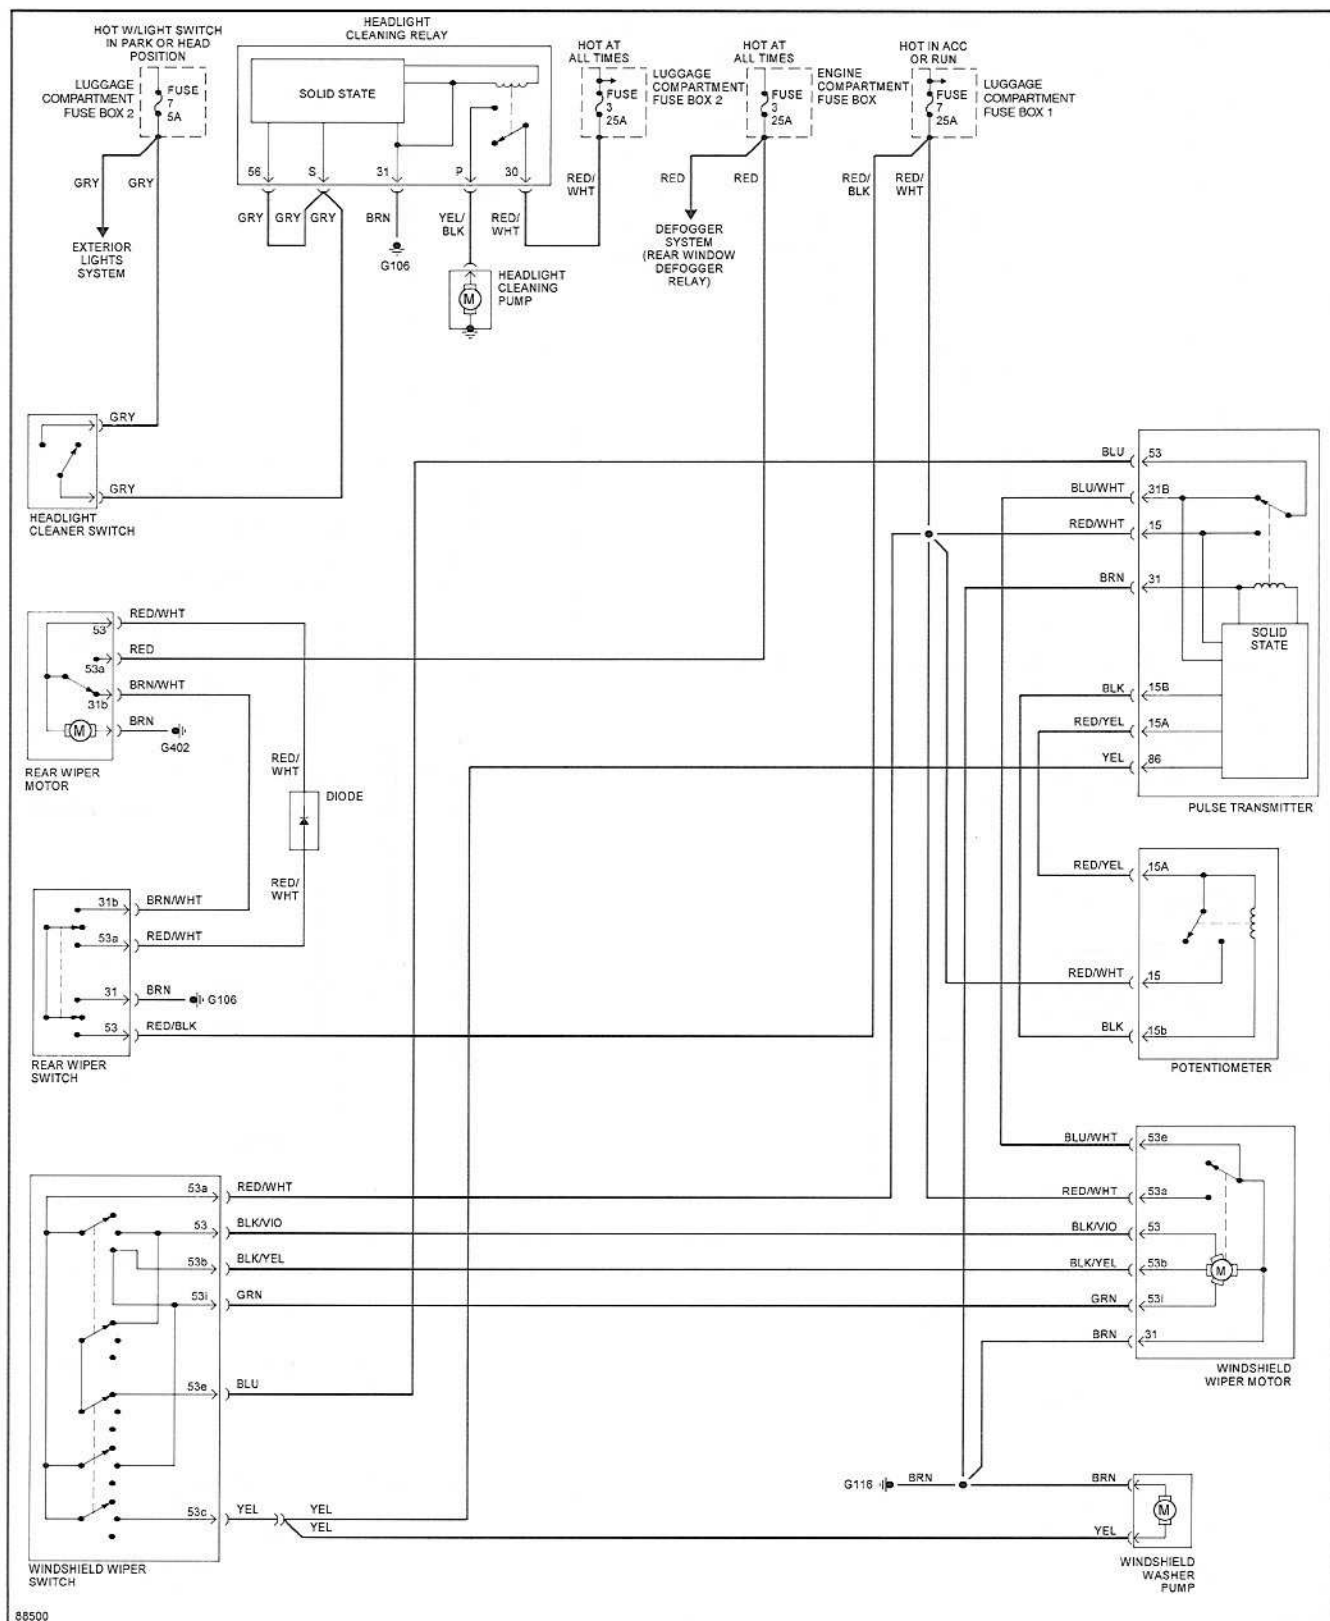 HOT W/LIGHT SWITCH
IN PARK OR HEAD
POSITION
LUGGAGE
COMPARTMENT
FUSE BOX 2
FUSE
7
5A
GRY
GRY
EXTERIOR
LIGHTS
SYSTEM
HEADLIGHT
CLEANING RELAY
SOLID STATE
56
S
31
P
30
GRY
GRY
GRY
BRN
YEL/
BLK
RED/
WHT
G106
HEADLIGHT
CLEANING
PUMP
M
HOT AT
ALL TIMES
FUSE
3
25A
LUGGAGE
COMPARTMENT
FUSE BOX 2
RED/
WHT
HOT AT
ALL TIMES
FUSE
3
25A
ENGINE
COMPARTMENT
FUSE BOX
RED
RED
DEFOGGER
SYSTEM
(REAR WINDOW
DEFOGGER
RELAY)
HOT IN ACC
OR RUN
FUSE
7
25A
LUGGAGE
COMPARTMENT
FUSE BOX 1
RED/
BLK
RED/
WHT
GRY
GRY
HEADLIGHT
CLEANER SWITCH
53
RED/WHT
53a
RED
31b
BRN/WHT
M
BRN
G402
REAR WIPER
MOTOR
RED/
WHT
DIODE
RED/
WHT
31b
BRN/WHT
53a
RED/WHT
31
BRN
G106
53
RED/BLK
REAR WIPER
SWITCH
BLU
53
BLU/WHT
31B
RED/WHT
15
BRN
31
SOLID
STATE
BLK
15B
RED/YEL
15A
YEL
86
PULSE TRANSMITTER
RED/YEL
15A
RED/WHT
15
BLK
15b
POTENTIOMETER
BLU/WHT
53e
RED/WHT
53a
BLK/VIO
53
BLK/YEL
53b
M
GRN
53i
BRN
31
WINDSHIELD
WIPER MOTOR
53a
RED/WHT
53
BLK/VIO
53b
BLK/YEL
53i
GRN
53e
BLU
53c
YEL
YEL
YEL
WINDSHIELD WIPER
SWITCH
G116
BRN
BRN
M
YEL
WINDSHIELD
WASHER
PUMP
88500